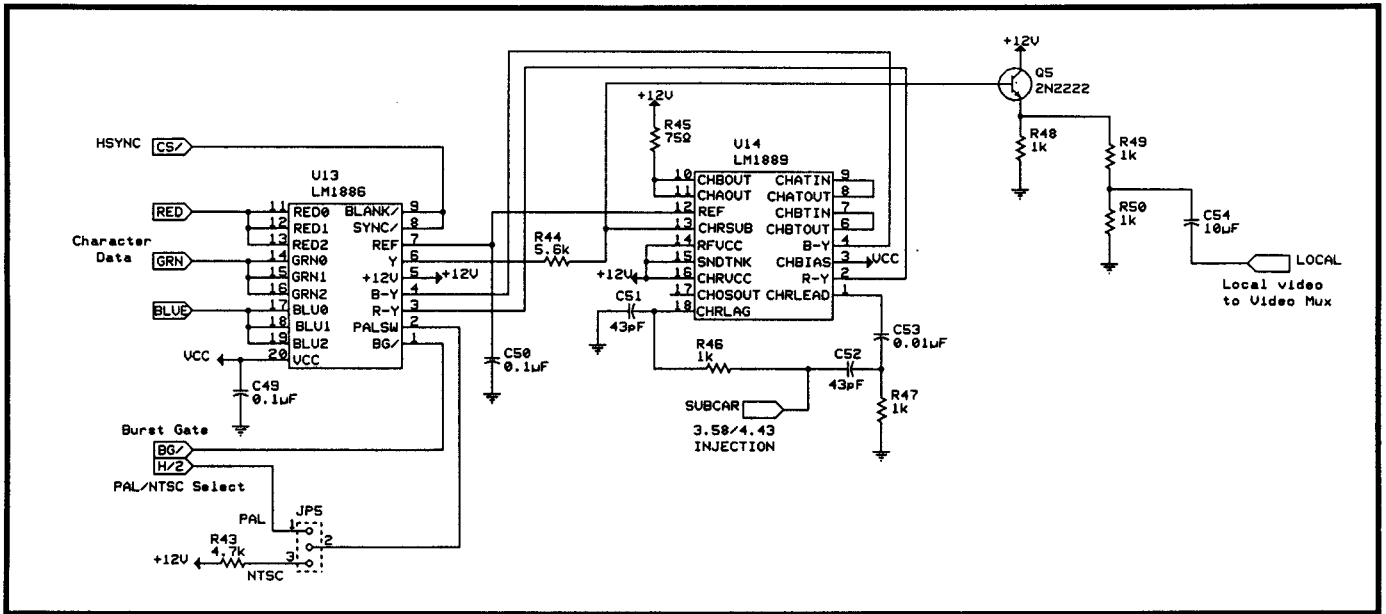 +12V
Q5
2N2222
R48
1k
R49
1k
R50
1k
C54
10µF
LOCAL
Local video
to Video Mux
HSYNC
CS/
RED
Character
Data
GRN
BLUE
U13
LM1886
11 RED0 BLANK/ 9
12 RED1 SYNC/ 8
13 RED2 REF 7
14 GRN0 Y 6
15 GRN1 +12V 5 +12V
16 GRN2 B-Y 4
17 BLU0 R-Y 3
18 BLU1 PALSW 2
19 BLU2 BG/ 1
20 VCC
VCC
C49
0.1µF
R44
5.6k
C50
0.1µF
+12V
R45
75Ω
U14
LM1889
10 CHBOUT CHATIN 9
11 CHAOUT CHATOUT 8
12 REF CHBTIN 7
13 CHRSUB CHBTOUT 6
14 RFVCC B-Y 4
15 SNDTNK CHBIAS 3 VCC
16 CHRVCC R-Y 2
17 CHOSOUT CHRLEAD 1
18 CHRLAG
+12V
C51
43pF
R46
1k
C52
43pF
C53
0.01µF
R47
1k
SUBCAR
3.58/4.43
INJECTION
Burst Gate
BG/
H/2
PAL/NTSC Select
JP5
PAL 1
2
3
NTSC
R43
4.7k
+12V